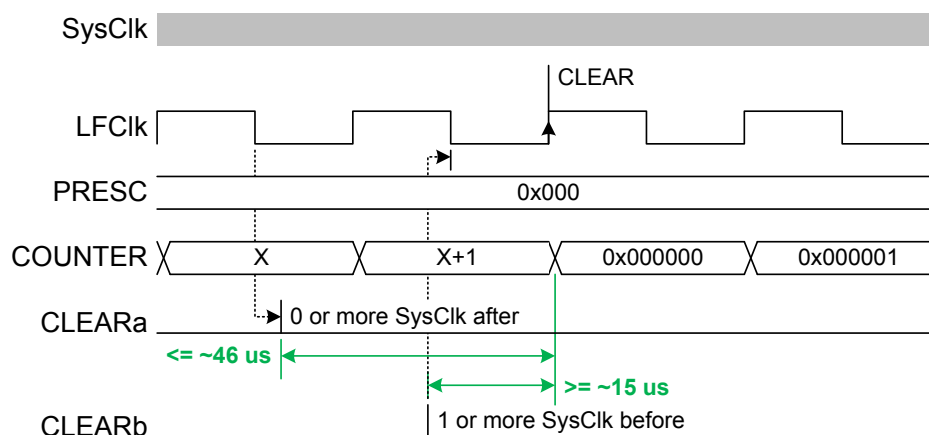 SysClk
CLEAR
LFClk
PRESC
0x000
COUNTER
X
X+1
0x000000
0x000001
CLEARa
0 or more SysClk after
<= ~46 us
>= ~15 us
CLEARb
1 or more SysClk before